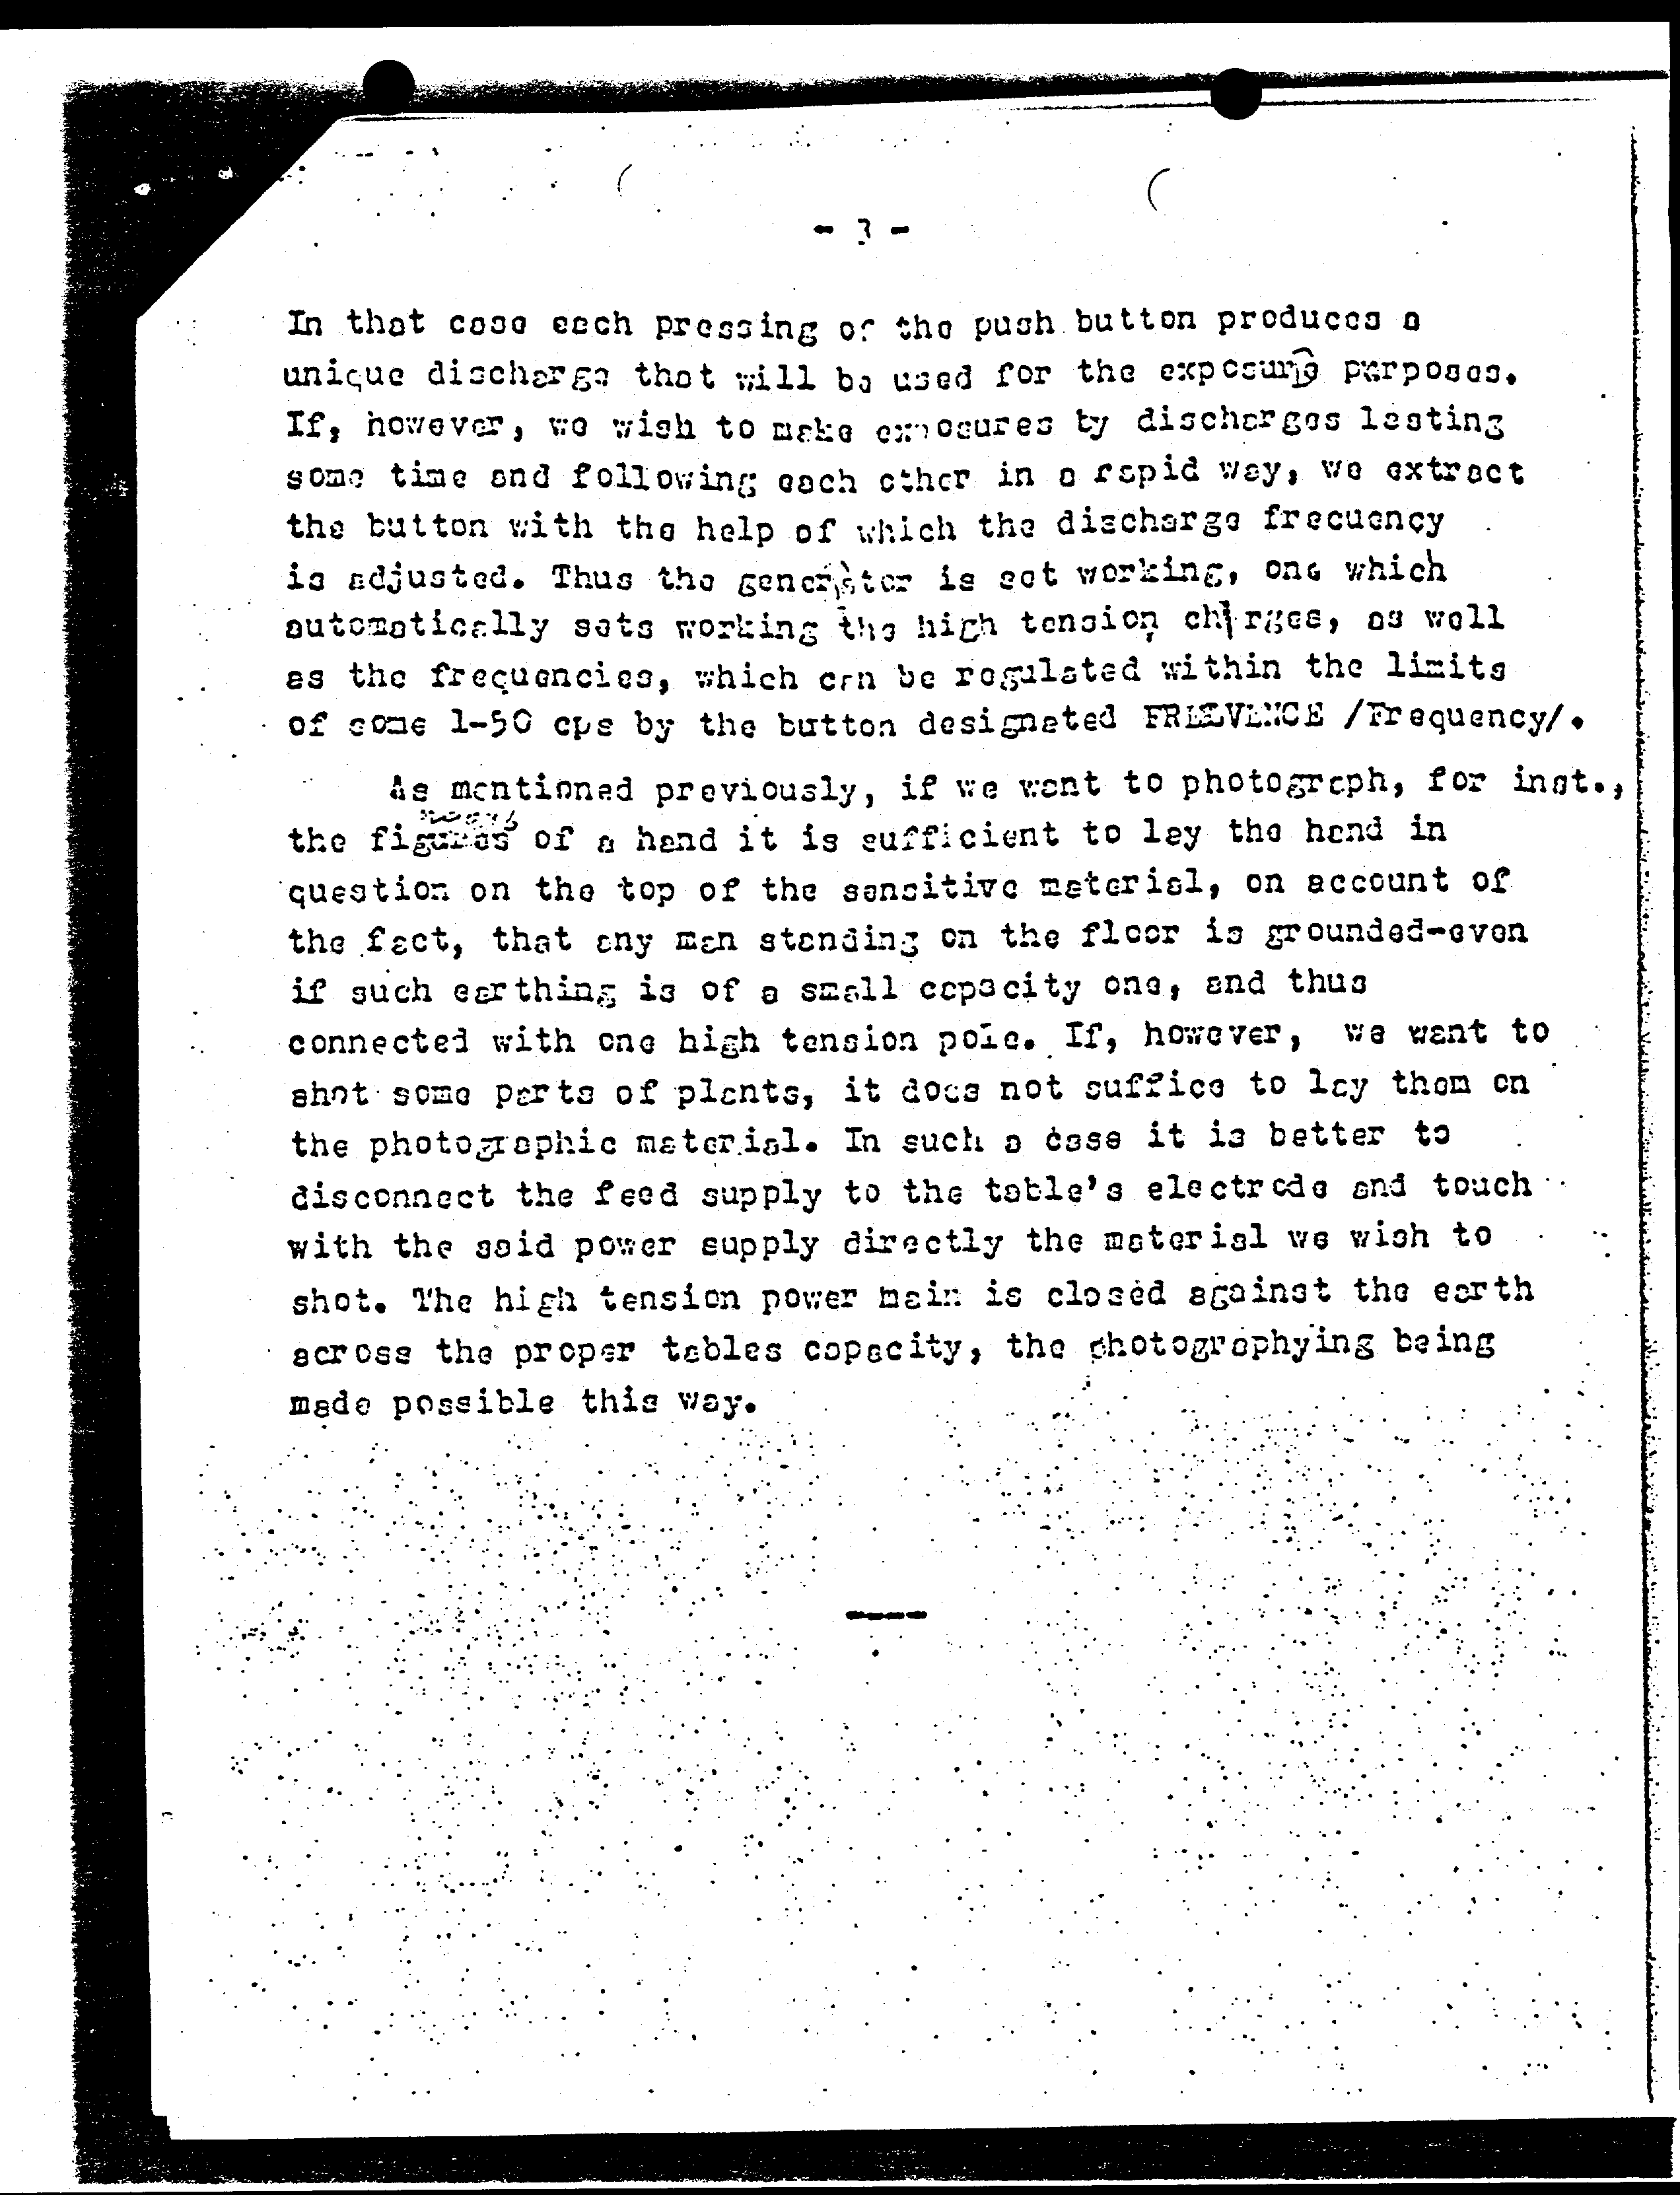 - 3 -
In that case each pressing of the push button produces a
unique discharge that will be used for the exposure purposes.
If, however, we wish to make exposures by discharges lasting
some time and following each other in a rapid way, we extract
the button with the help of which the discharge frecuency
is adjusted. Thus the generator is set working, one which
automatically sets working the high tension charges, as well
as the frequencies, which can be regulated within the limits
of some 1-50 cps by the button designated /Frequency/.
As mentionned previously, if we want to photograph, for inst.,
the figures of a hand it is sufficient to lay the hand in
question on the top of the sensitive material, on account of
the fact, that any man standing on the floor is grounded-even
if such earthing is of a small capacity one, and thus
connected with one high tension pole. If, however, we want to
shot some parts of plants, it does not suffice to lay them on
the photographic material. In such a case it is better to
disconnect the feed supply to the table's electrode and touch
with the said power supply directly the material we wish to
shot. The high tension power main is closed against the earth
across the proper tables capacity, the photographying being
made possible this way.